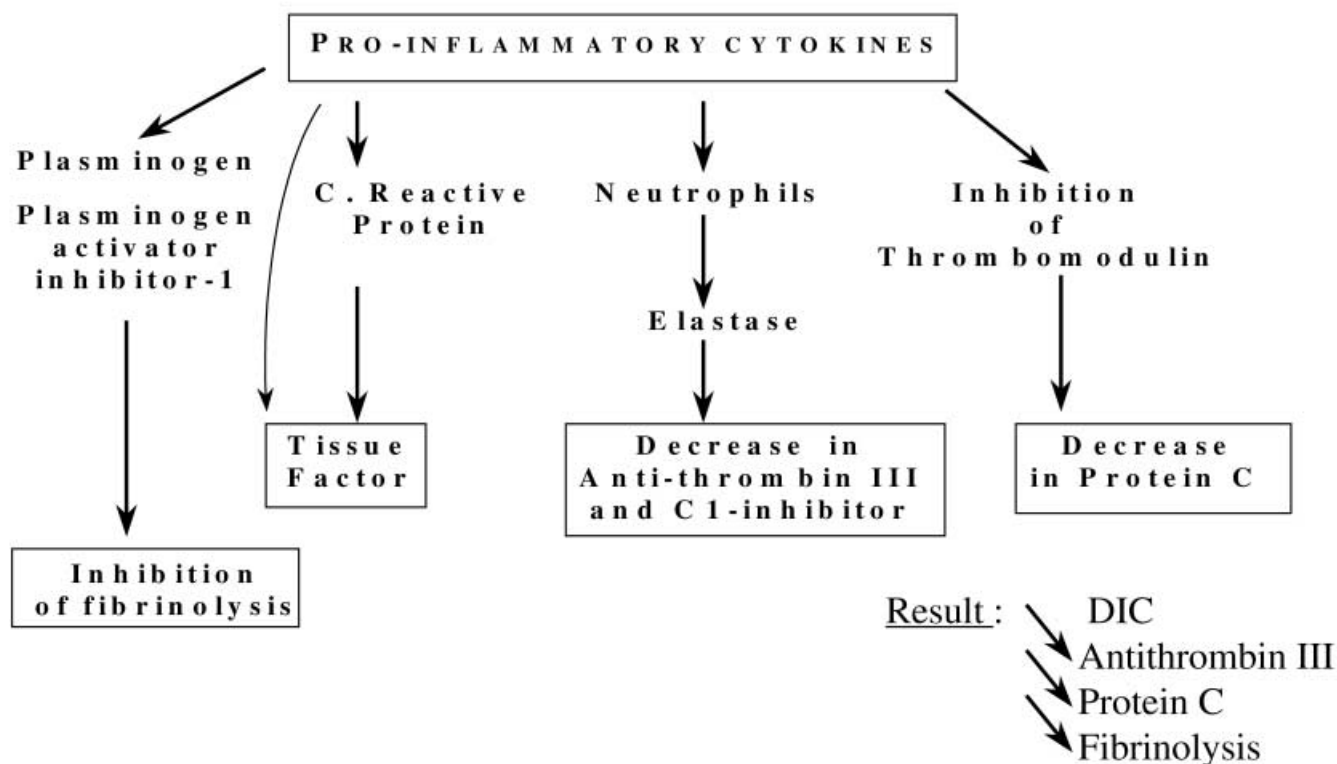 PRO-INFLAMMATORY CYTOKINES
Plasminogen
Plasminogen
activator
inhibitor-1
Inhibition
of fibrinolysis
C. Reactive
Protein
Tissue
Factor
Neutrophils
Elastase
Decrease in
Anti-thrombin III
and C1-inhibitor
Inhibition
of
Thrombomodulin
Decrease
in Protein C
Result : DIC
Antithrombin III
Protein C
Fibrinolysis